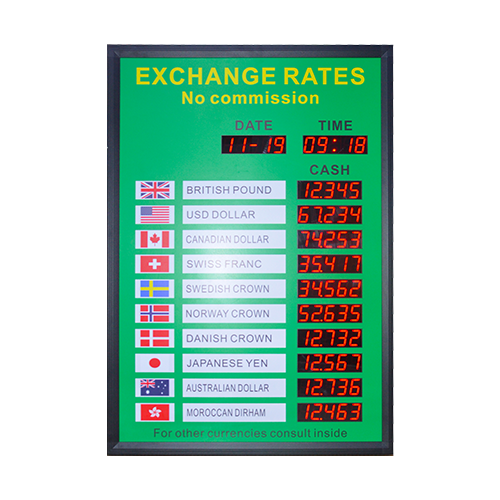 EXCHANGE RATES
No commission
DATE TIME
11-19 09:18
CASH
BRITISH POUND 12.345
USD DOLLAR 67.234
CANADIAN DOLLAR 74.253
SWISS FRANC 35.417
SWEDISH CROWN 34.562
NORWAY CROWN 52.635
DANISH CROWN 12.732
JAPANESE YEN 12.567
AUSTRALIAN DOLLAR 12.736
MOROCCAN DIRHAM 12.463
For other currencies consult inside